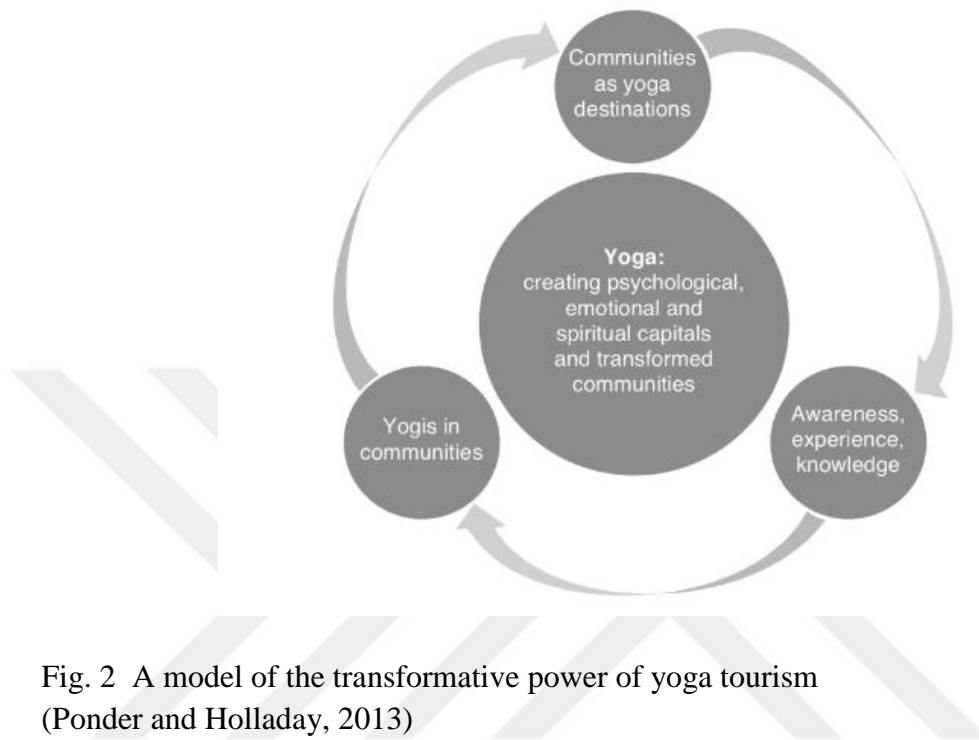 Communities
as yoga
destinations
Yoga:
creating psychological,
emotional and
spiritual capitals
and transformed
communities
Awareness,
experience,
knowledge
Yogis in
communities
Fig. 2  A model of the transformative power of yoga tourism
(Ponder and Holladay, 2013)